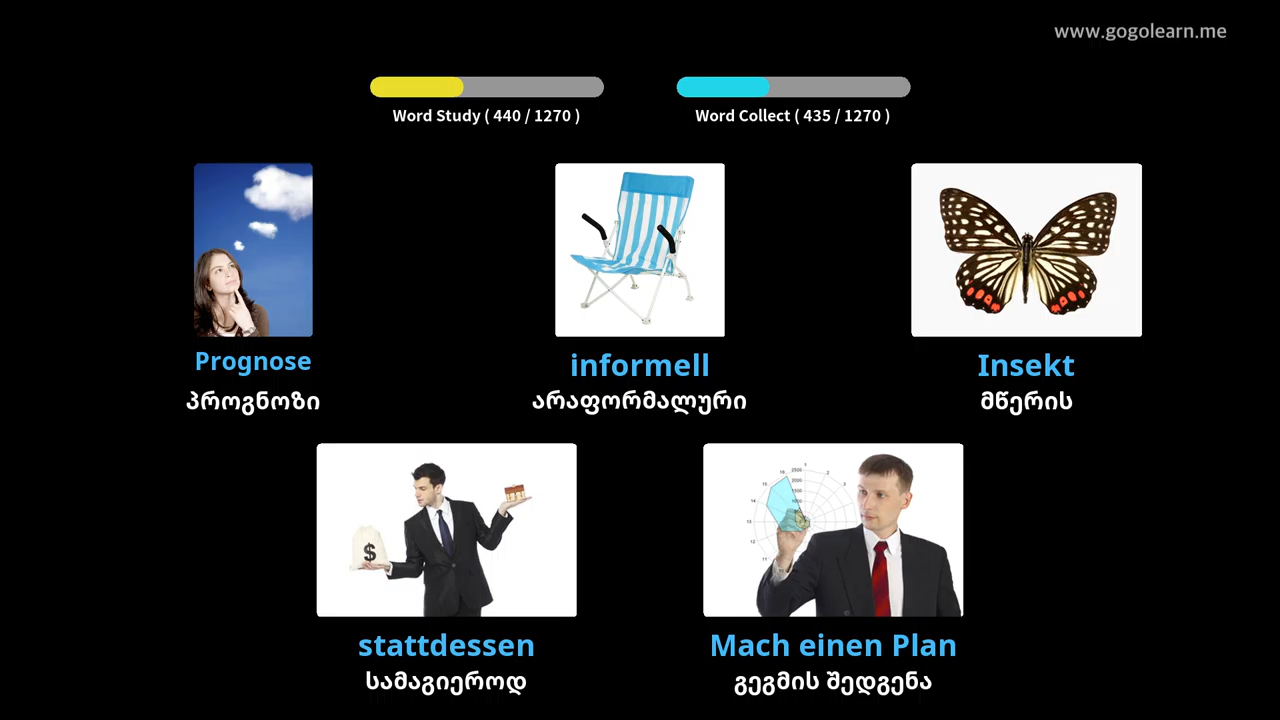 www.gogolearn.me
Word Study ( 440 / 1270 )
Word Collect ( 435 / 1270 )
Prognose
პროგნოზი
informell
არაფორმალური
Insekt
მწერის
$
stattdessen
სამაგიეროდ
Mach einen Plan
გეგმის შედგენა